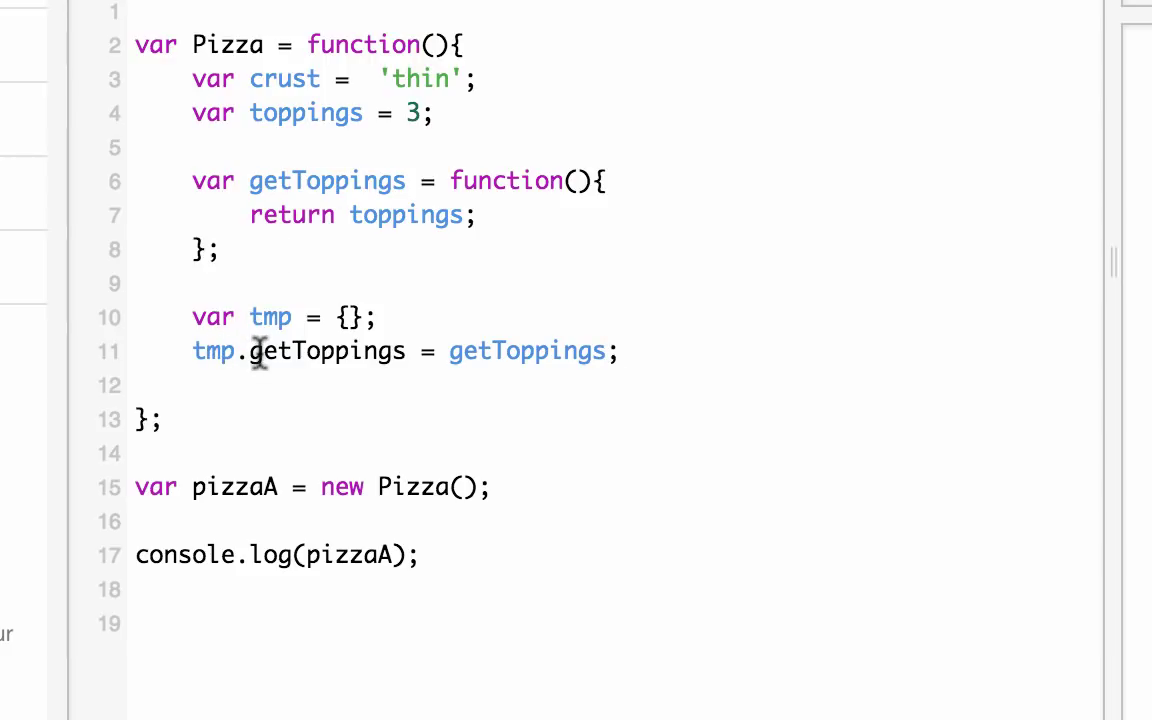 1
2 var Pizza = function(){
3 var crust =  'thin';
4 var toppings = 3;
5
6 var getToppings = function(){
7 return toppings;
8 };
9
10 var tmp = {};
11 tmp.getToppings = getToppings;
12
13 };
14
15 var pizzaA = new Pizza();
16
17 console.log(pizzaA);
18
19
ur